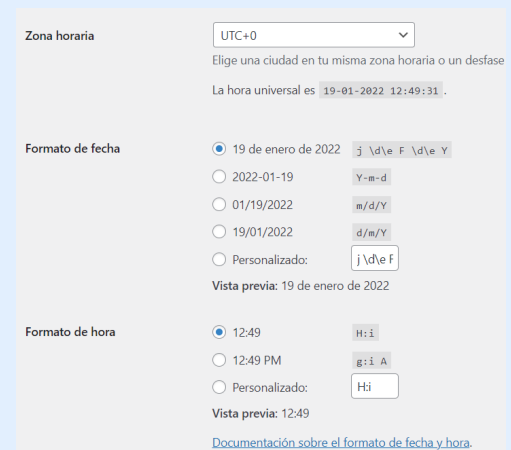 Zona horaria UTC+0
Elige una ciudad en tu misma zona horaria o un desfase
La hora universal es 19-01-2022 12:49:31 .
Formato de fecha 19 de enero de 2022 j \d\e F \d\e Y
2022-01-19 Y-m-d
01/19/2022 m/d/Y
19/01/2022 d/m/Y
Personalizado: j \d\e F
Vista previa: 19 de enero de 2022
Formato de hora 12:49 H:i
12:49 PM g:i A
Personalizado: H:i
Vista previa: 12:49
Documentación sobre el formato de fecha y hora.